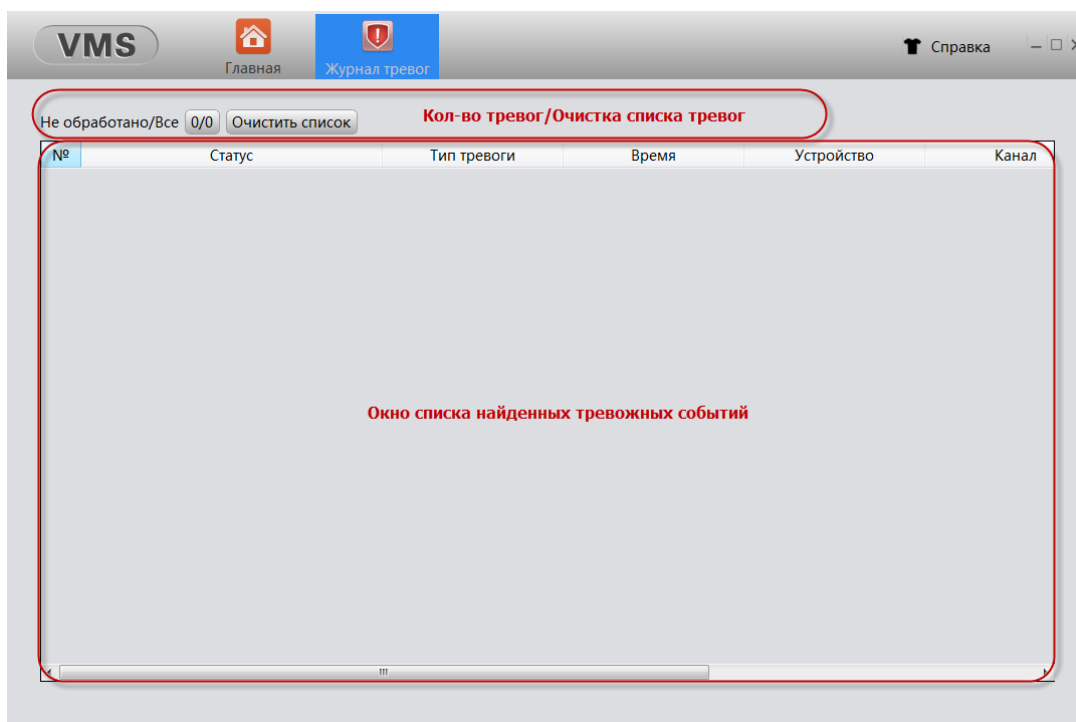 VMS
Главная
Журнал тревог
Справка
Не обработано/Все 0/0 Очистить список
Кол-во тревог/Очистка списка тревог
№ Статус Тип тревоги Время Устройство Канал
Окно списка найденных тревожных событий